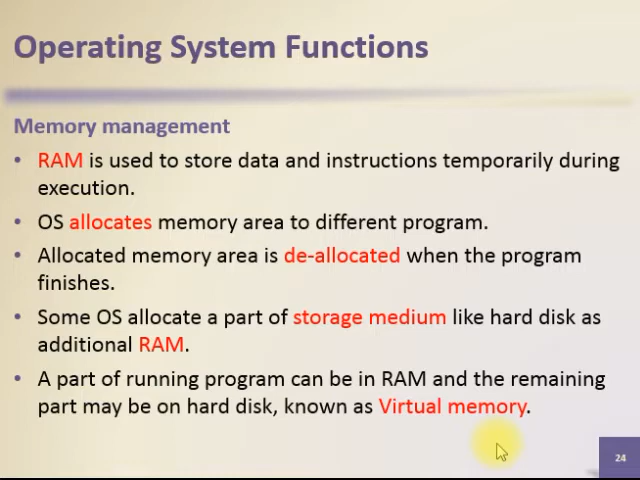 Operating System Functions
Memory management
• RAM is used to store data and instructions temporarily during
execution.
• OS allocates memory area to different program.
• Allocated memory area is de-allocated when the program
finishes.
• Some OS allocate a part of storage medium like hard disk as
additional RAM.
• A part of running program can be in RAM and the remaining
part may be on hard disk, known as Virtual memory.
24